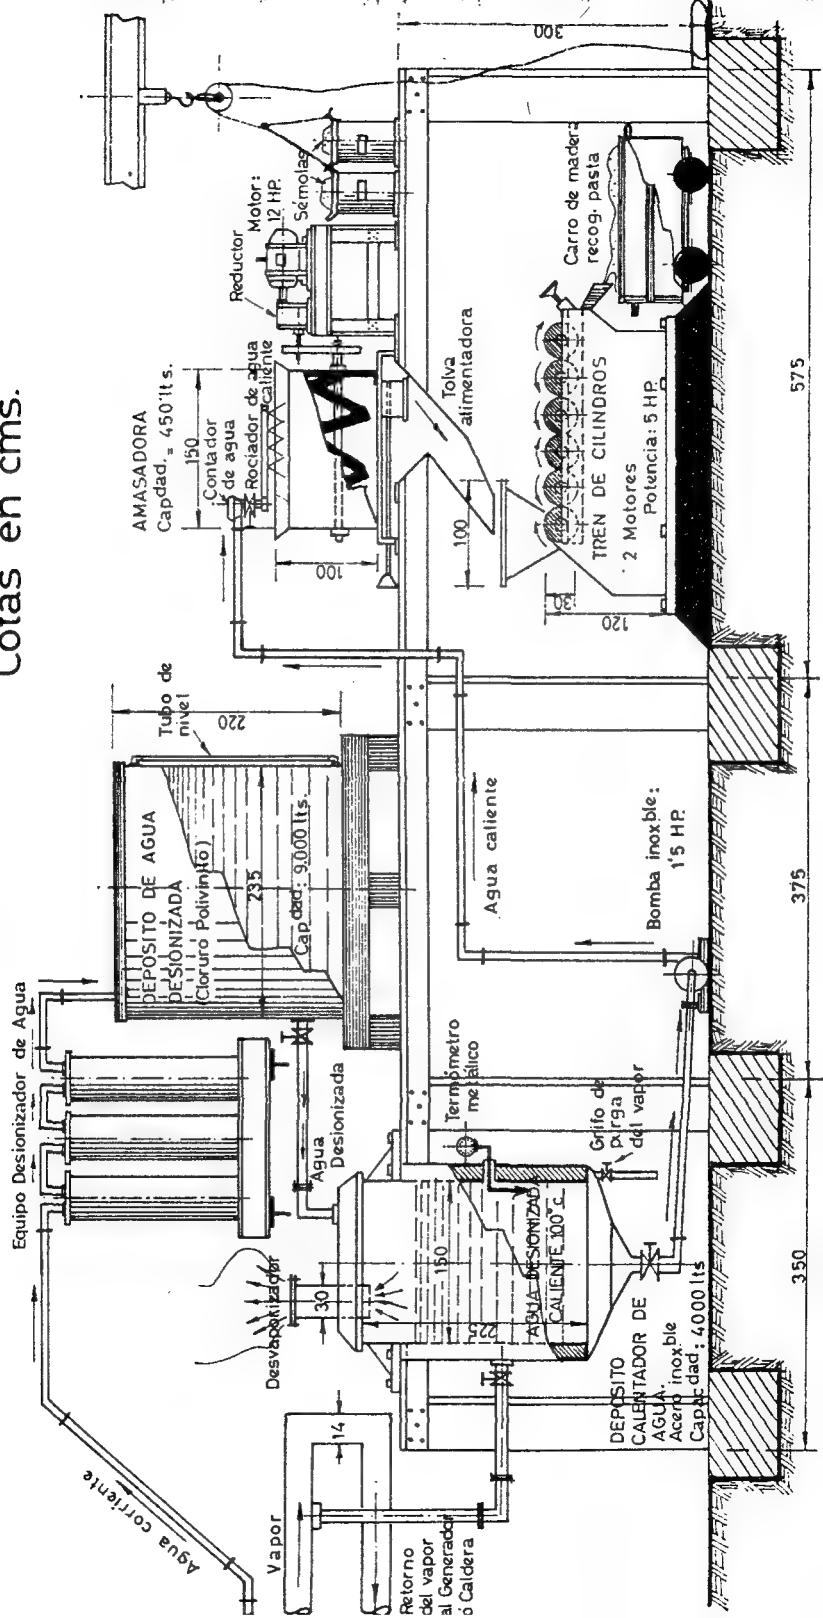 Cotas en cms.
300
Motor:
12 HP.
Sémolas
Reductor
Carro de madera
recog. pasta
AMASADORA
Capdad. = 450 lts.
150
Contador
de agua
Rociador de agua
caliente
100
Tolva
alimentadora
100
TREN DE CILINDROS
2 Motores
Potencia: 5 HP.
30
120
575
Tubo de
nivel
220
DEPOSITO DE AGUA
DESIONIZADA
(Cloruro Polivinilo)
235
Capdad: 9.000 lts.
Agua caliente
Bomba inoxble:
1'5 HP.
375
Equipo Desionizador de Agua
Agua
Desionizada
Termómetro
metálico
Grifo de
purga
del vapor
Desvaporizador
30
150
225
AGUA DESIONIZADA
CALIENTE 100° c.
DEPOSITO
CALENTADOR DE
AGUA.
Acero inoxble
Capacdad: 4000 lts
350
14
Agua corriente
Vapor
Retorno
del vapor
al Generador
ó Caldera